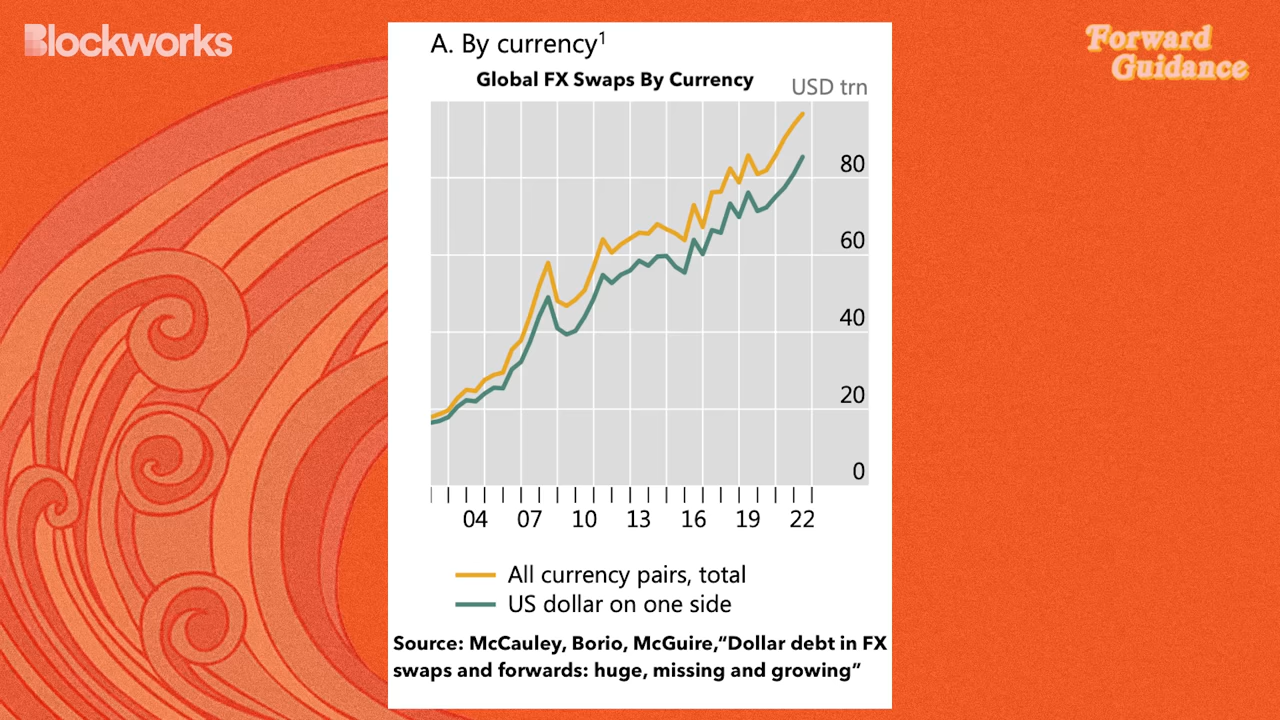 Blockworks
Forward
Guidance
A. By currency¹
Global FX Swaps By Currency
USD trn
80
60
40
20
0
04 07 10 13 16 19 22
All currency pairs, total
US dollar on one side
Source: McCauley, Borio, McGuire,“Dollar debt in FX
swaps and forwards: huge, missing and growing”